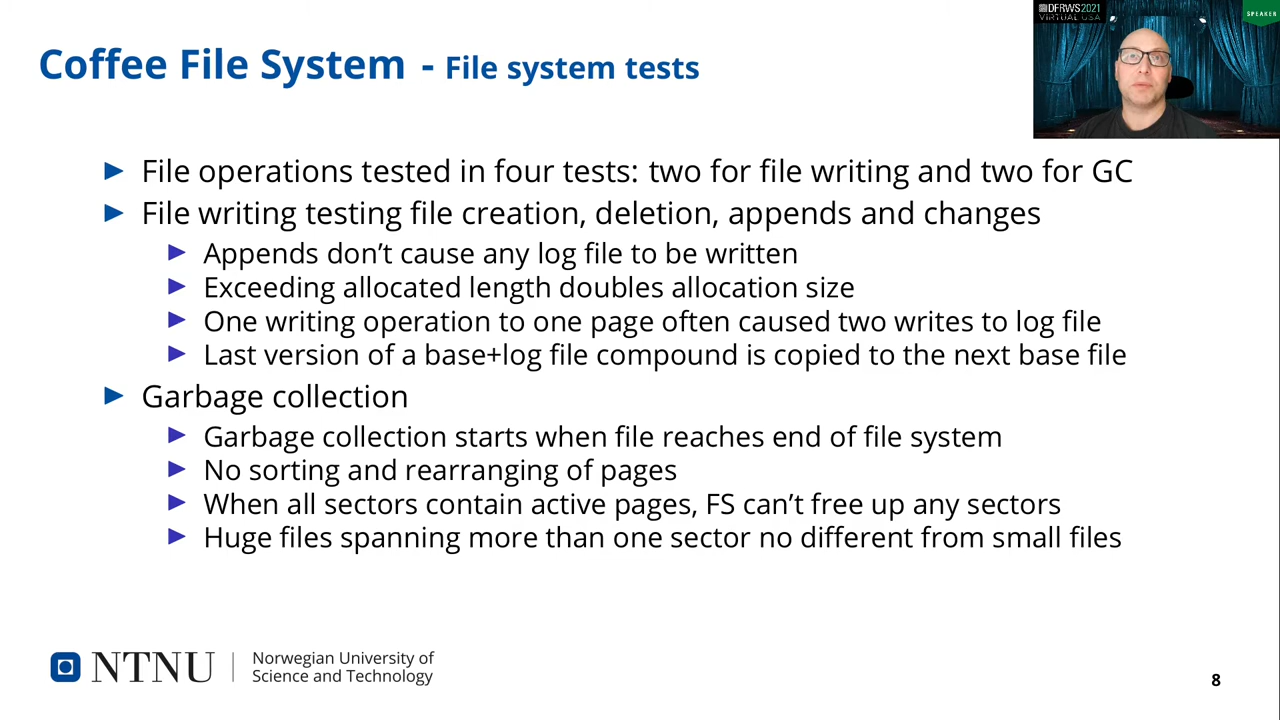 DFRWS2021
VIRTUAL USA
SPEAKER
Coffee File System - File system tests
File operations tested in four tests: two for file writing and two for GC
File writing testing file creation, deletion, appends and changes
Appends don’t cause any log file to be written
Exceeding allocated length doubles allocation size
One writing operation to one page often caused two writes to log file
Last version of a base+log file compound is copied to the next base file
Garbage collection
Garbage collection starts when file reaches end of file system
No sorting and rearranging of pages
When all sectors contain active pages, FS can’t free up any sectors
Huge files spanning more than one sector no different from small files
NTNU
Norwegian University of
Science and Technology
8